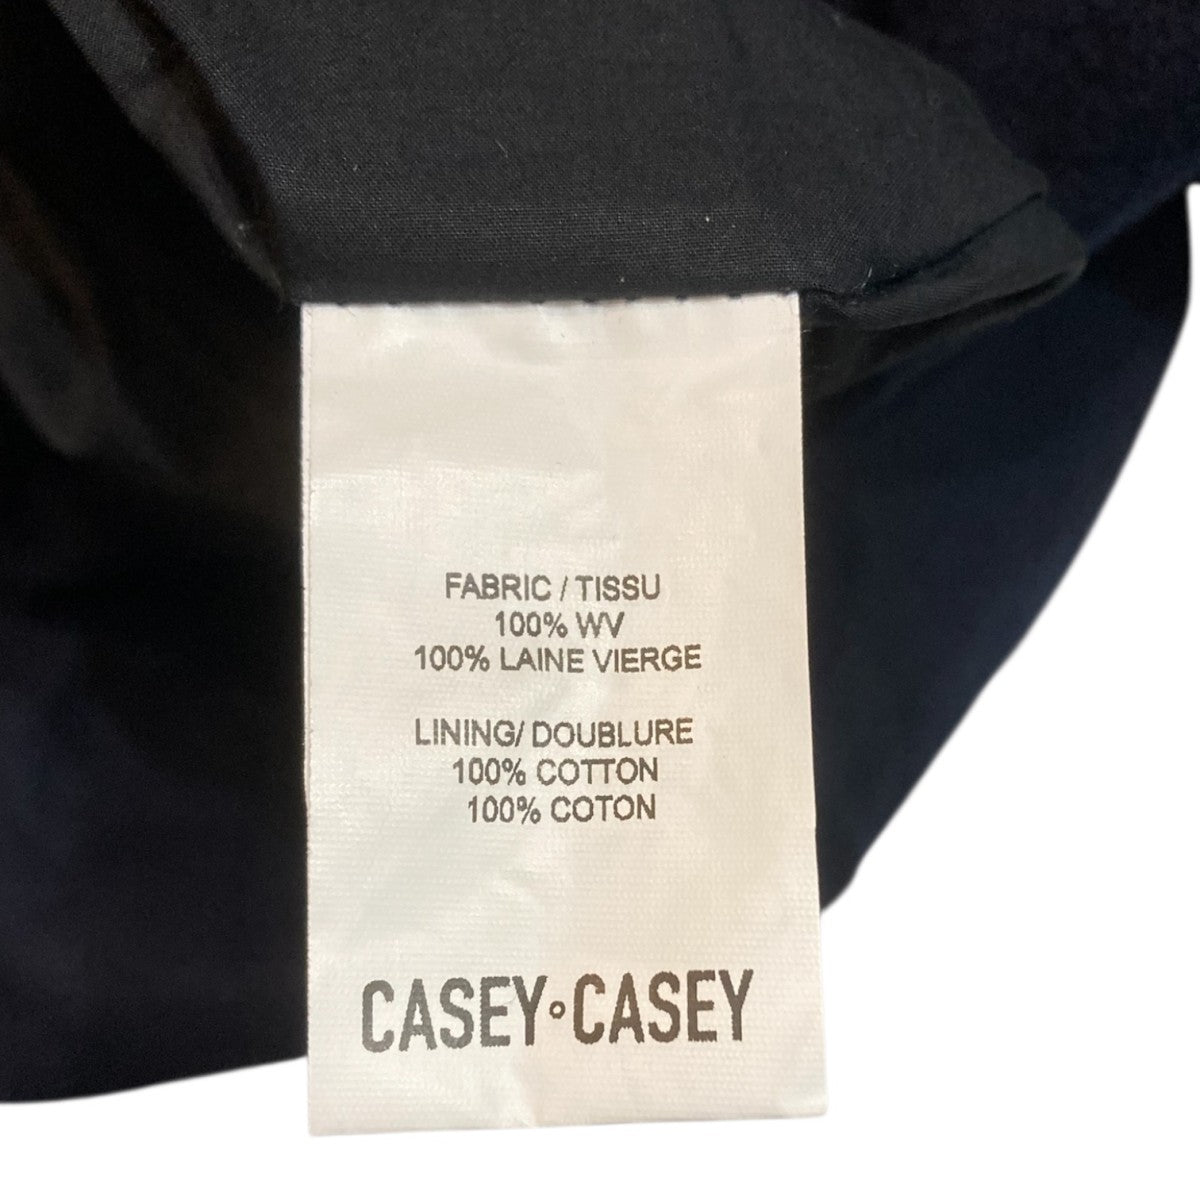 FABRIC / TISSU
100% WV
100% LAINE VIERGE
LINING/ DOUBLURE
100% COTTON
100% COTON
CASEY∘CASEY